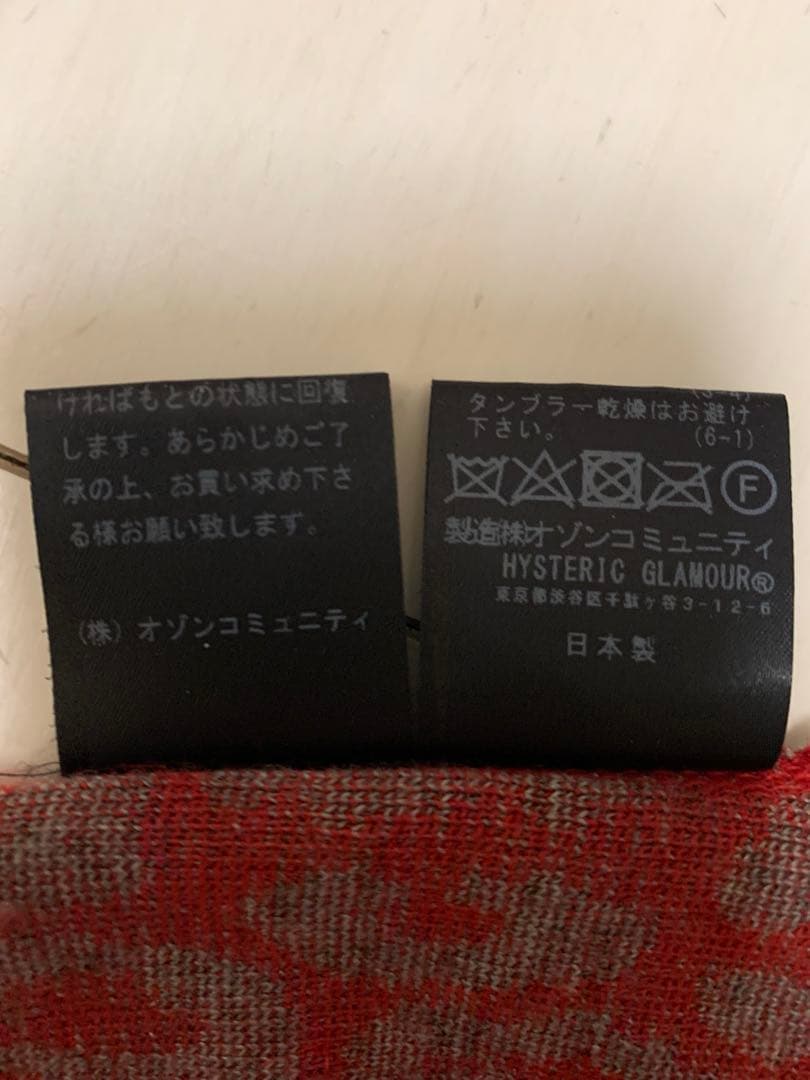 ければもとの状態に回復
します。あらかじめご了
承の上、お買い求め下さ
る様お願い致します。
(株) オゾンコミュニティ
タンブラー乾燥はお避け
下さい。 (6-1)
F
製造(株)オゾンコミュニティ
HYSTERIC GLAMOUR®
東京都渋谷区千駄ヶ谷3-12-6
日本製